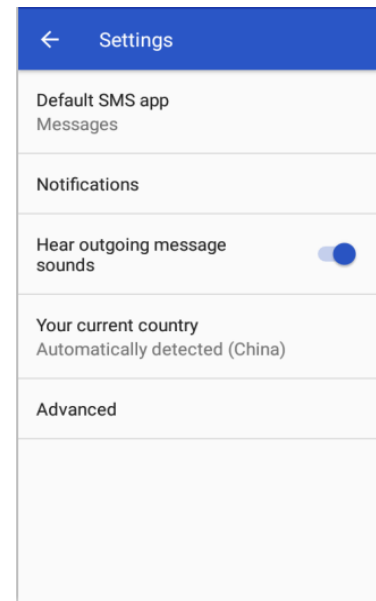 Settings
Default SMS app
Messages
Notifications
Hear outgoing message
sounds
Your current country
Automatically detected (China)
Advanced